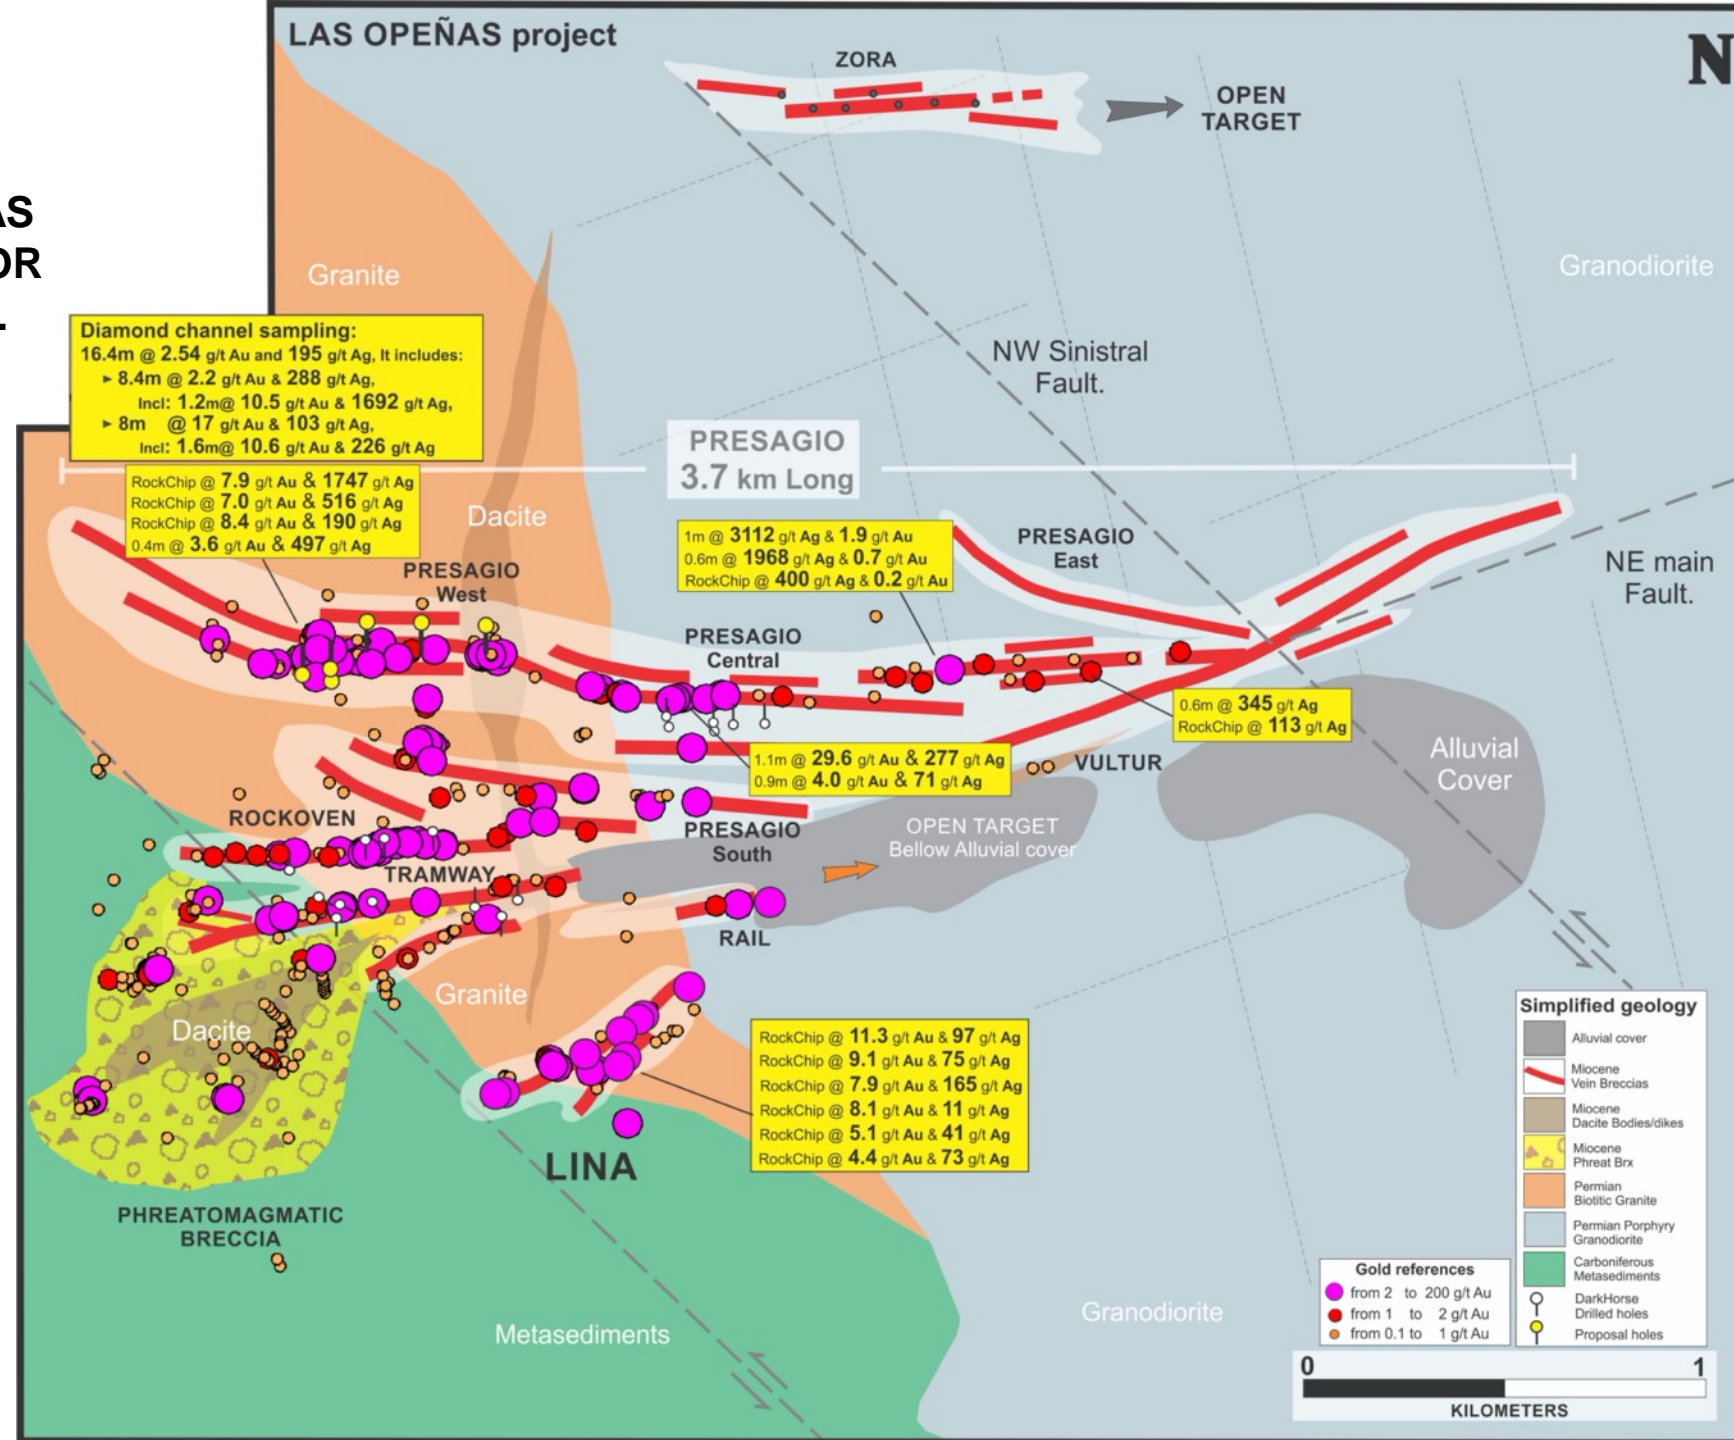 LAS OPEÑAS project
N
ZORA
OPEN
TARGET
AS
OR
.
Granite
Granodiorite
Diamond channel sampling:
16.4m @ 2.54 g/t Au and 195 g/t Ag, It includes:
► 8.4m @ 2.2 g/t Au & 288 g/t Ag,
Incl: 1.2m@ 10.5 g/t Au & 1692 g/t Ag,
► 8m @ 17 g/t Au & 103 g/t Ag,
Incl: 1.6m@ 10.6 g/t Au & 226 g/t Ag
NW Sinistral
Fault.
PRESAGIO
3.7 km Long
RockChip @ 7.9 g/t Au & 1747 g/t Ag
RockChip @ 7.0 g/t Au & 516 g/t Ag
RockChip @ 8.4 g/t Au & 190 g/t Ag
0.4m @ 3.6 g/t Au & 497 g/t Ag
Dacite
1m @ 3112 g/t Ag & 1.9 g/t Au
0.6m @ 1968 g/t Ag & 0.7 g/t Au
RockChip @ 400 g/t Ag & 0.2 g/t Au
PRESAGIO
East
NE main
Fault.
PRESAGIO
West
PRESAGIO
Central
0.6m @ 345 g/t Ag
RockChip @ 113 g/t Ag
1.1m @ 29.6 g/t Au & 277 g/t Ag
0.9m @ 4.0 g/t Au & 71 g/t Ag
VULTUR
Alluvial
Cover
ROCKOVEN
PRESAGIO
South
OPEN TARGET
Bellow Alluvial cover
TRAMWAY
RAIL
Granite
Dacite
RockChip @ 11.3 g/t Au & 97 g/t Ag
RockChip @ 9.1 g/t Au & 75 g/t Ag
RockChip @ 7.9 g/t Au & 165 g/t Ag
RockChip @ 8.1 g/t Au & 11 g/t Ag
RockChip @ 5.1 g/t Au & 41 g/t Ag
RockChip @ 4.4 g/t Au & 73 g/t Ag
LINA
PHREATOMAGMATIC
BRECCIA
Metasediments
Granodiorite
Simplified geology
Alluvial cover
Miocene
Vein Breccias
Miocene
Dacite Bodies/dikes
Miocene
Phreat Brx
Permian
Biotitic Granite
Permian Porphyry
Granodiorite
Carboniferous
Metasediments
DarkHorse
Drilled holes
Proposal holes
Gold references
from 2 to 200 g/t Au
from 1 to 2 g/t Au
from 0.1 to 1 g/t Au
0 1
KILOMETERS